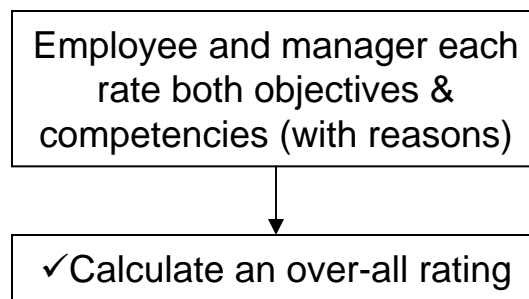 Employee and manager each
rate both objectives &
competencies (with reasons)
✓Calculate an over-all rating